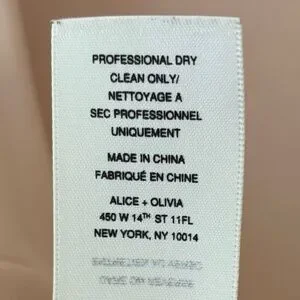 PROFESSIONAL DRY
CLEAN ONLY/
NETTOYAGE A
SEC PROFESSIONNEL
UNIQUEMENT
MADE IN CHINA
FABRIQUÉ EN CHINE
ALICE + OLIVIA
450 W 14TH ST 11FL
NEW YORK, NY 10014